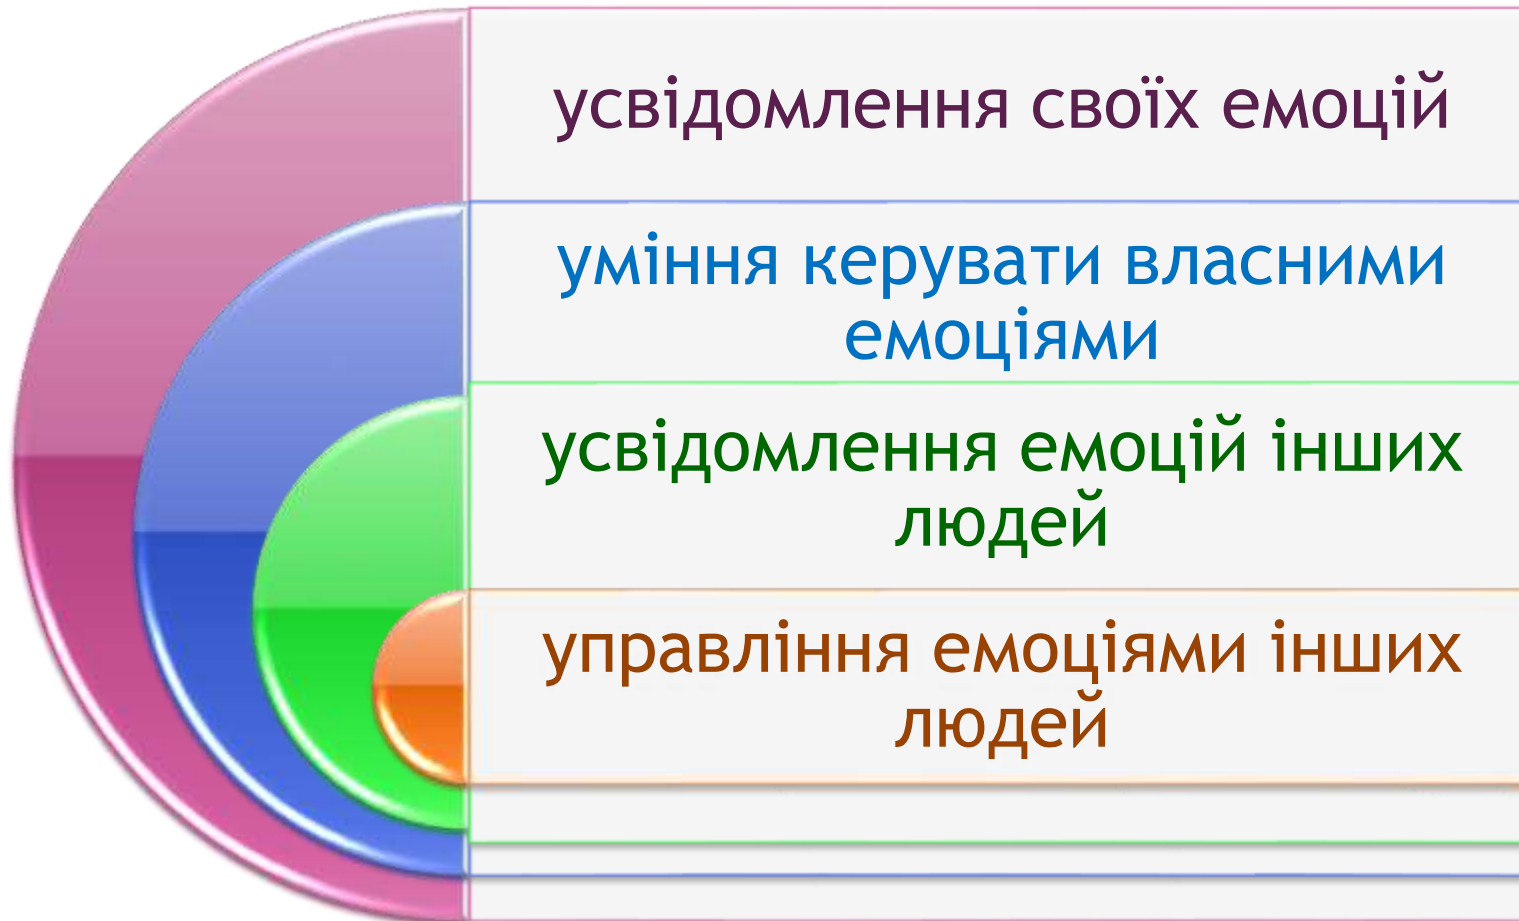 усвідомлення своїх емоцій
уміння керувати власними
емоціями
усвідомлення емоцій інших
людей
управління емоціями інших
людей